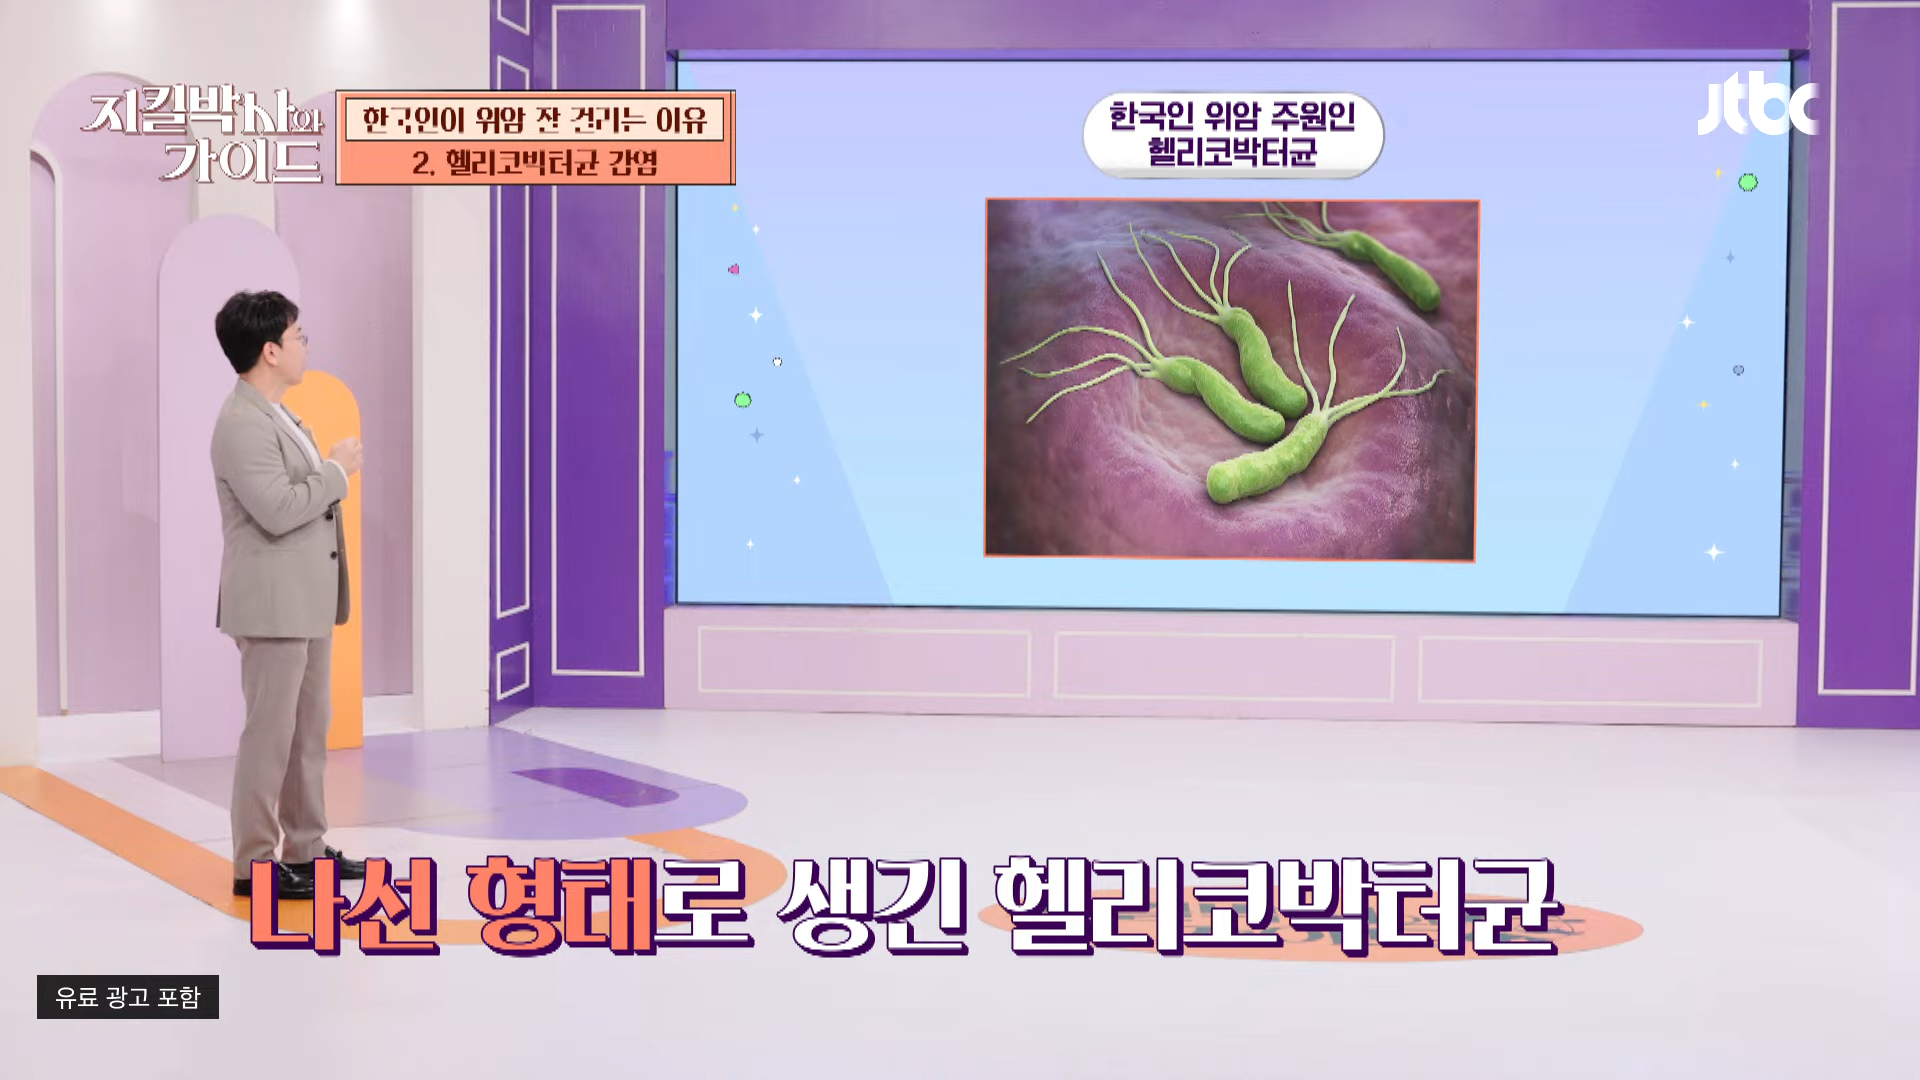 지킬박사와
가이드
한국인이 위암 잘 걸리는 이유
2. 헬리코박터균 감염
jtbc
한국인 위암 주원인
헬리코박터균
나선 형태로 생긴 헬리코박터균
유료 광고 포함